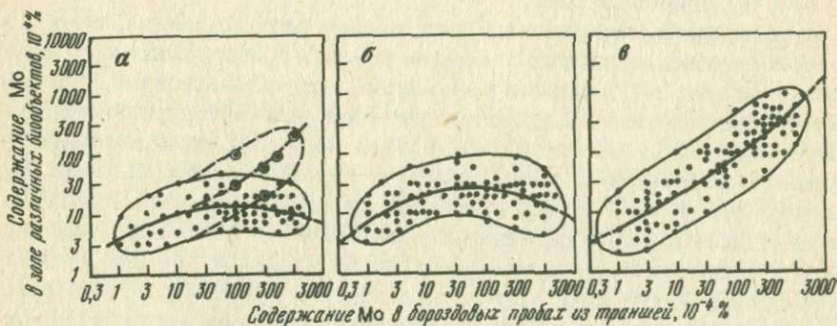 Содержание Mo
в золе различных биообъектов, 10⁻⁴%
10000
3000
1000
300
100
30
10
3
1
а
б
в
0,3 1 3 10 30 100 300 3000
0,3 1 3 10 30 100 300 3000
0,3 1 3 10 30 100 300 3000
Содержание Mo в бороздовых пробах из траншей, 10⁻⁴%